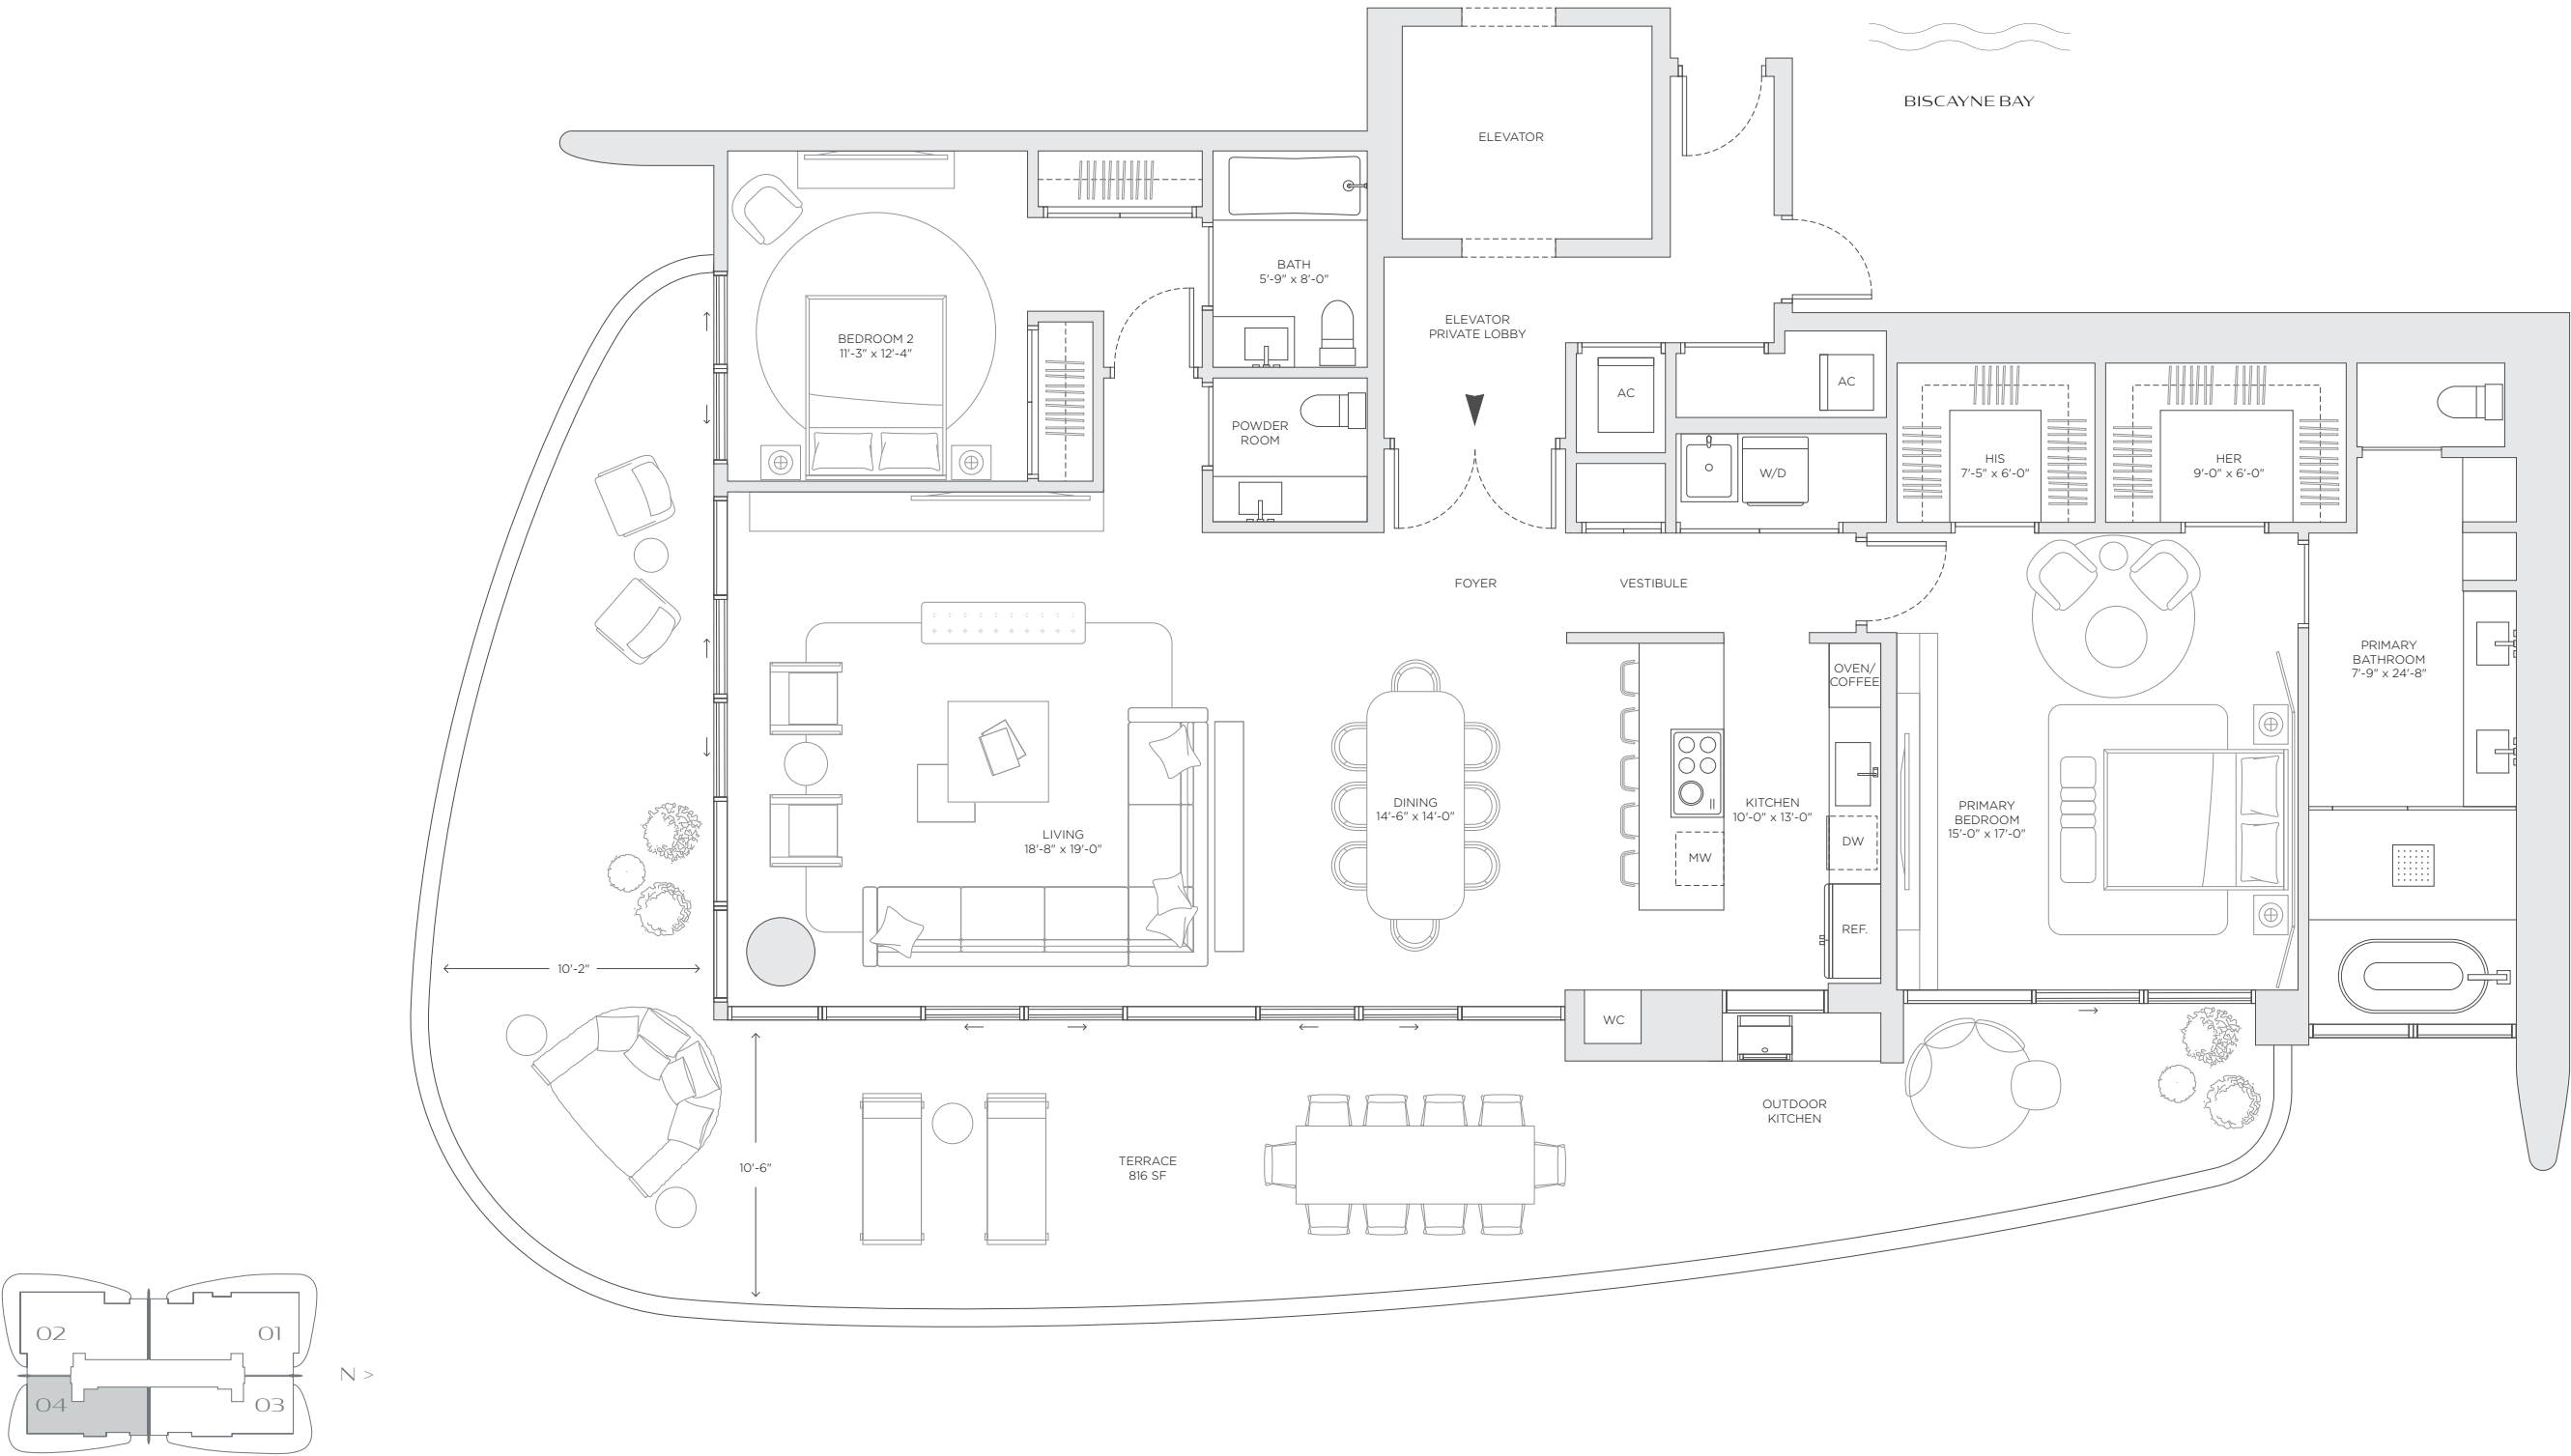 BISCAYNE BAY
ELEVATOR
BATH
5'-9" x 8'-0"
ELEVATOR
PRIVATE LOBBY
BEDROOM 2
11'-3" x 12'-4"
AC
AC
POWDER
ROOM
W/D
HIS
7'-5" x 6'-0"
HER
9'-0" x 6'-0"
FOYER
VESTIBULE
PRIMARY
BATHROOM
7'-9" x 24'-8"
OVEN/
COFFEE
LIVING
18'-8" x 19'-0"
DINING
14'-6" x 14'-0"
KITCHEN
10'-0" x 13'-0"
MW
DW
PRIMARY
BEDROOM
15'-0" x 17'-0"
REF.
10'-2"
WC
10'-6"
TERRACE
816 SF
OUTDOOR
KITCHEN
02
01
04
03
N >